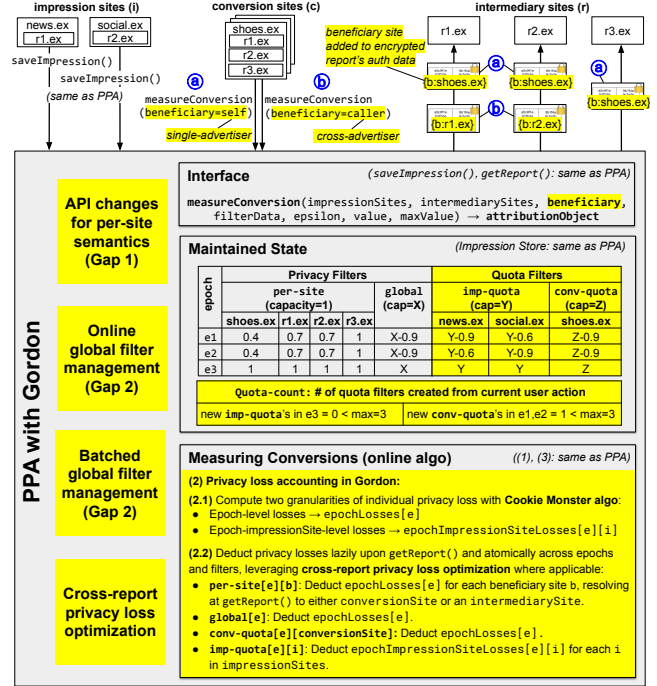 impression sites (i)
conversion sites (c)
intermediary sites (r)
news.ex
r1.ex
social.ex
r2.ex
shoes.ex
r1.ex
r2.ex
r3.ex
r1.ex
r2.ex
r3.ex
saveImpression()
saveImpression()
(same as PPA)
a
measureConversion
(beneficiary=self)
single-advertiser
b
measureConversion
(beneficiary=caller)
cross-advertiser
beneficiary site
added to encrypted
report's auth data
a
a
b
{b:shoes.ex}
{b:shoes.ex}
{b:shoes.ex}
{b:r1.ex}
{b:r2.ex}
PPA with Gordon
API changes
for per-site
semantics
(Gap 1)
Online
global filter
management
(Gap 2)
Batched
global filter
management
(Gap 2)
Cross-report
privacy loss
optimization
Interface
(saveImpression(), getReport(): same as PPA)
measureConversion(impressionSites, intermediarySites, beneficiary,
filterData, epsilon, value, maxValue) → attributionObject
Maintained State
(Impression Store: same as PPA)
epoch
Privacy Filters
Quota Filters
per-site
(capacity=1)
global
(cap=X)
imp-quota
(cap=Y)
conv-quota
(cap=Z)
shoes.ex r1.ex r2.ex r3.ex
news.ex social.ex shoes.ex
e1 0.4 0.7 0.7 1 X-0.9 Y-0.9 Y-0.6 Z-0.9
e2 0.4 0.7 0.7 1 X-0.9 Y-0.6 Y-0.9 Z-0.9
e3 1 1 1 1 X Y Y Z
Quota-count: # of quota filters created from current user action
new imp-quota's in e3 = 0 < max=3
new conv-quota's in e1,e2 = 1 < max=3
Measuring Conversions (online algo)
((1), (3): same as PPA)
(2) Privacy loss accounting in Gordon:
(2.1) Compute two granularities of individual privacy loss with Cookie Monster algo:
● Epoch-level losses → epochLosses[e]
● Epoch-impressionSite-level losses → epochImpressionSiteLosses[e][i]
(2.2) Deduct privacy losses lazily upon getReport() and atomically across epochs
and filters, leveraging cross-report privacy loss optimization where applicable:
● per-site[e][b]: Deduct epochLosses[e] for each beneficiary site b, resolving
at getReport() to either conversionSite or an intermediarySite.
● global[e]: Deduct epochLosses[e].
● conv-quota[e][conversionSite]: Deduct epochLosses[e].
● imp-quota[e][i]: Deduct epochImpressionSiteLosses[e][i] for each i
in impressionSites.